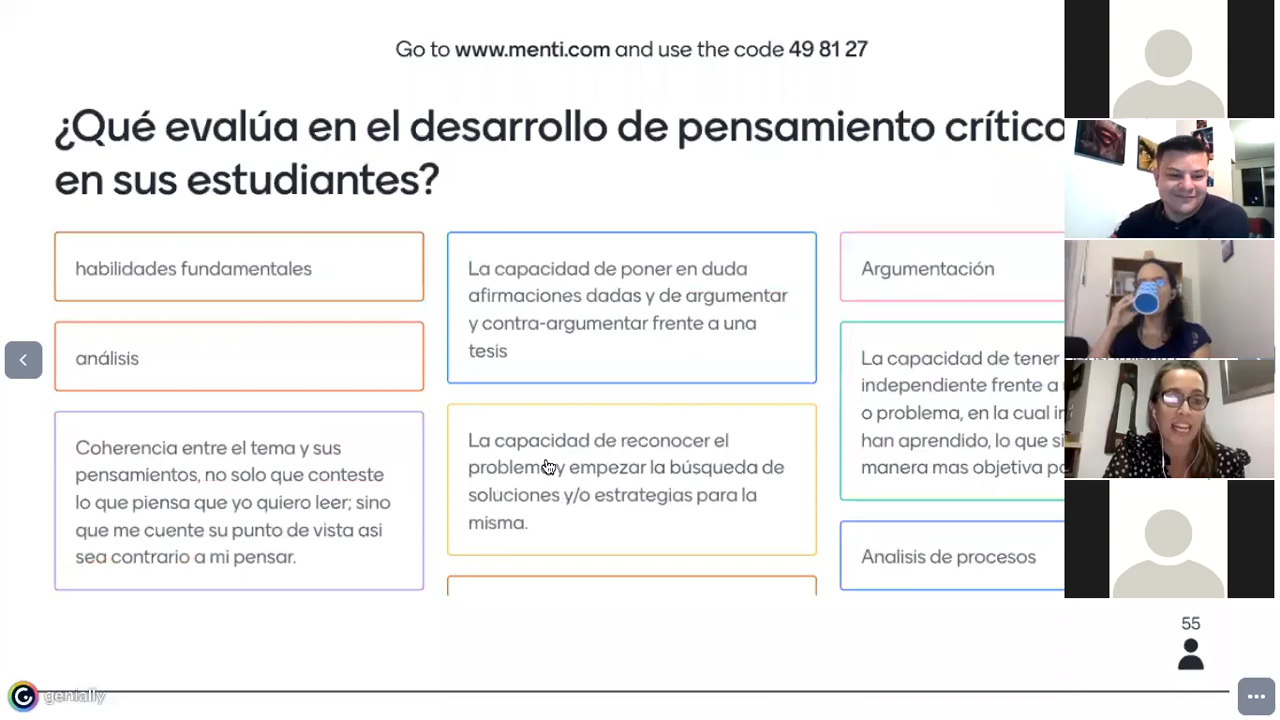 Go to www.menti.com and use the code 49 81 27
¿Qué evalúa en el desarrollo de pensamiento crítico
en sus estudiantes?
habilidades fundamentales
análisis
Coherencia entre el tema y sus
pensamientos, no solo que conteste
lo que piensa que yo quiero leer; sino
que me cuente su punto de vista asi
sea contrario a mi pensar.
La capacidad de poner en duda
afirmaciones dadas y de argumentar
y contra-argumentar frente a una
tesis
La capacidad de reconocer el
problema y empezar la búsqueda de
soluciones y/o estrategias para la
misma.
Argumentación
La capacidad de tener
independiente frente a
o problema, en la cual
han aprendido, lo que
manera mas objetiva
Analisis de procesos
55
genially